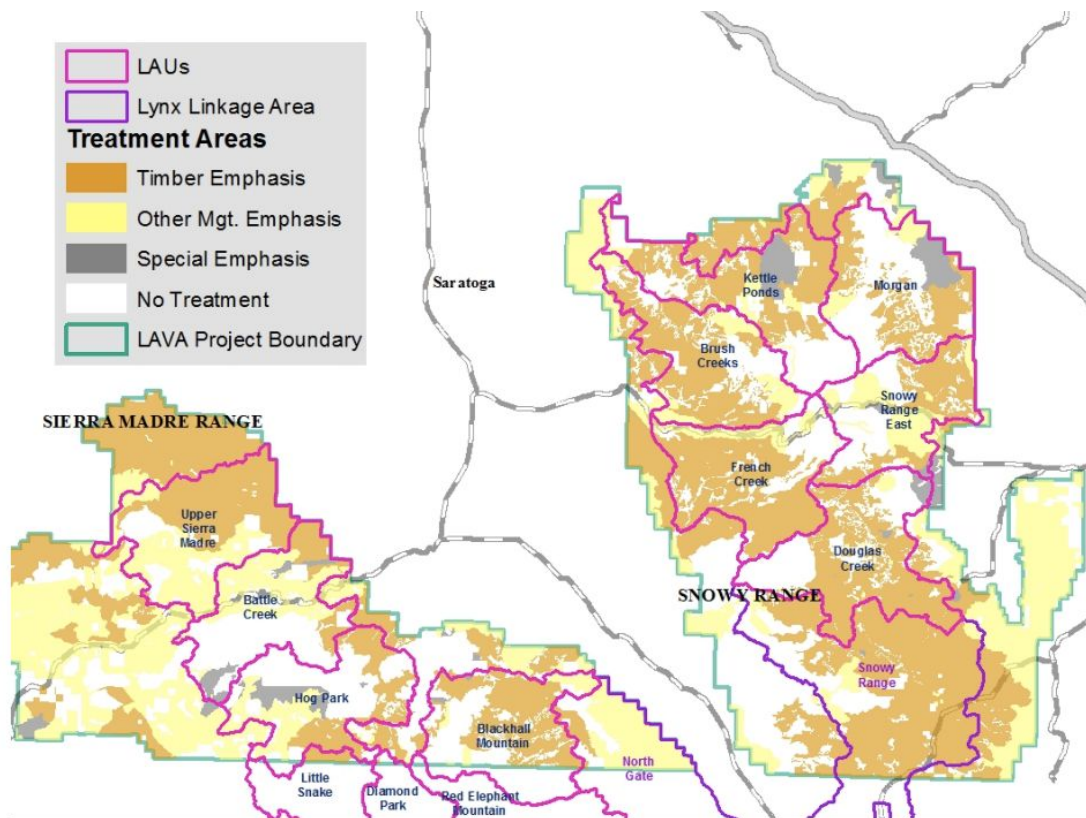 LAUs
Lynx Linkage Area
Treatment Areas
Timber Emphasis
Other Mgt. Emphasis
Special Emphasis
No Treatment
LAVA Project Boundary
Saratoga
Kettle
Ponds
Morgan
Brush
Creeks
Snowy
Range
East
French
Creek
Douglas
Creek
SNOWY RANGE
Snowy
Range
SIERRA MADRE RANGE
Upper
Sierra
Madre
Battle
Creek
Hog Park
Blackhall
Mountain
North
Gate
Little
Snake
Diamond
Park
Red Elephant
Mountain